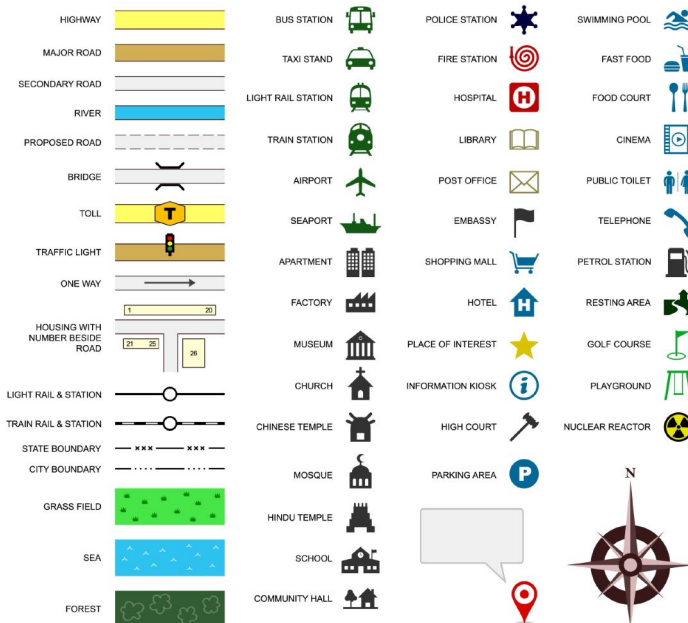 HIGHWAY
MAJOR ROAD
SECONDARY ROAD
RIVER
PROPOSED ROAD
BRIDGE
TOLL
T
TRAFFIC LIGHT
ONE WAY
1 20
HOUSING WITH
NUMBER BESIDE
ROAD
21 25
26
LIGHT RAIL & STATION
TRAIN RAIL & STATION
STATE BOUNDARY
CITY BOUNDARY
GRASS FIELD
SEA
FOREST
BUS STATION
TAXI STAND
LIGHT RAIL STATION
TRAIN STATION
AIRPORT
SEAPORT
APARTMENT
FACTORY
MUSEUM
CHURCH
CHINESE TEMPLE
MOSQUE
HINDU TEMPLE
SCHOOL
COMMUNITY HALL
POLICE STATION
FIRE STATION
HOSPITAL
H
LIBRARY
POST OFFICE
EMBASSY
SHOPPING MALL
HOTEL
H
PLACE OF INTEREST
INFORMATION KIOSK
i
HIGH COURT
PARKING AREA
P
SWIMMING POOL
FAST FOOD
FOOD COURT
CINEMA
PUBLIC TOILET
TELEPHONE
PETROL STATION
RESTING AREA
GOLF COURSE
PLAYGROUND
NUCLEAR REACTOR
N